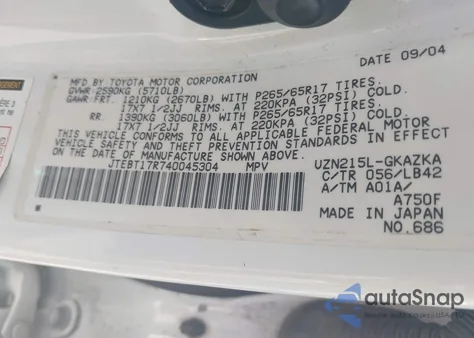 DATE 09/04
MFD BY: TOYOTA MOTOR CORPORATION
GVWR 2590KG (5710LB)
GAWR: FRT. 1210KG (2670LB) WITH P265/65R17 TIRES,
17X7 1/2JJ RIMS, AT 220KPA (32PSI) COLD.
RR. 1390KG (3060LB) WITH P265/65R17 TIRES,
17X7 1/2JJ RIMS, AT 220KPA (32PSI) COLD.
THIS VEHICLE CONFORMS TO ALL APPLICABLE FEDERAL MOTOR
VEHICLE SAFETY AND THEFT PREVENTION STANDARDS IN EFFECT
ON THE DATE OF MANUFACTURE SHOWN ABOVE.
JTEBT17R740045304 MPV
UZN215L-GKAZKA
C/TR 056/LB42
A/TM A01A/
A750F
MADE IN JAPAN
NO.686
autoSnap